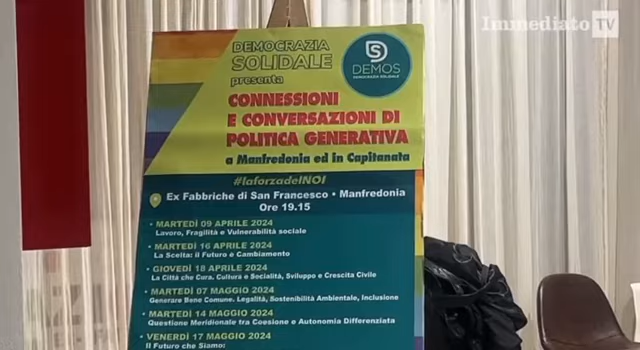 Immediato TV
DEMOCRAZIA
SOLIDALE
presenta
DS
DEMOS
DEMOCRAZIA SOLIDALE
CONNESSIONI
E CONVERSAZIONI DI
POLITICA GENERATIVA
a Manfredonia ed in Capitanata
#laforzadelNOI
Ex Fabbriche di San Francesco • Manfredonia
Ore 19.15
• MARTEDÌ 09 APRILE 2024
Lavoro, Fragilità e Vulnerabilità sociale
• MARTEDÌ 16 APRILE 2024
La Scelta: il Futuro è Cambiamento
• GIOVEDÌ 18 APRILE 2024
La Città che Cura. Cultura e Socialità, Sviluppo e Crescita Civile
• MARTEDÌ 07 MAGGIO 2024
Generare Bene Comune. Legalità, Sostenibilità Ambientale, Inclusione
• MARTEDÌ 14 MAGGIO 2024
Questione Meridionale tra Coesione e Autonomia Differenziata
• VENERDÌ 17 MAGGIO 2024
Il Futuro che Siamo: